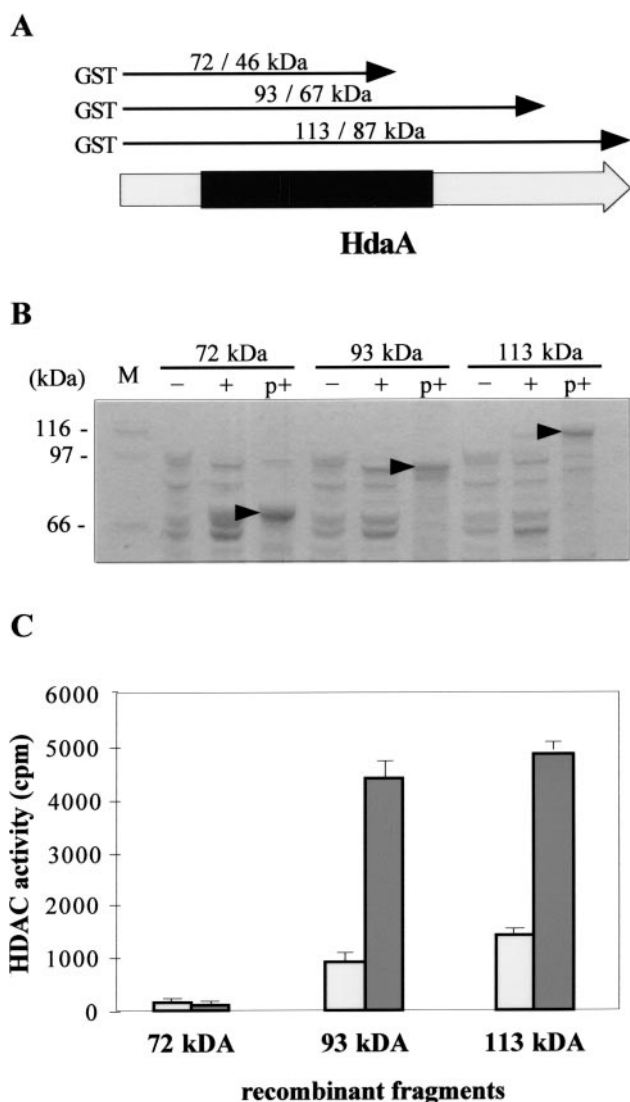 A
72 / 46 kDa
GST
93 / 67 kDa
GST
113 / 87 kDa
GST
HdaA
B
72 kDa 93 kDa 113 kDa
(kDa) M − + p+ − + p+ − + p+
116 -
97 -
66 -
C
HDAC activity (cpm)
6000
5000
4000
3000
2000
1000
0
72 kDA 93 kDA 113 kDA
recombinant fragments